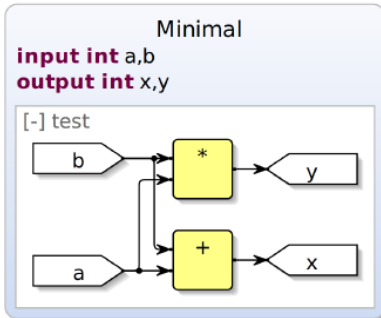 Minimal
input int a,b
output int x,y
[-] test
b
*
y
a
+
x